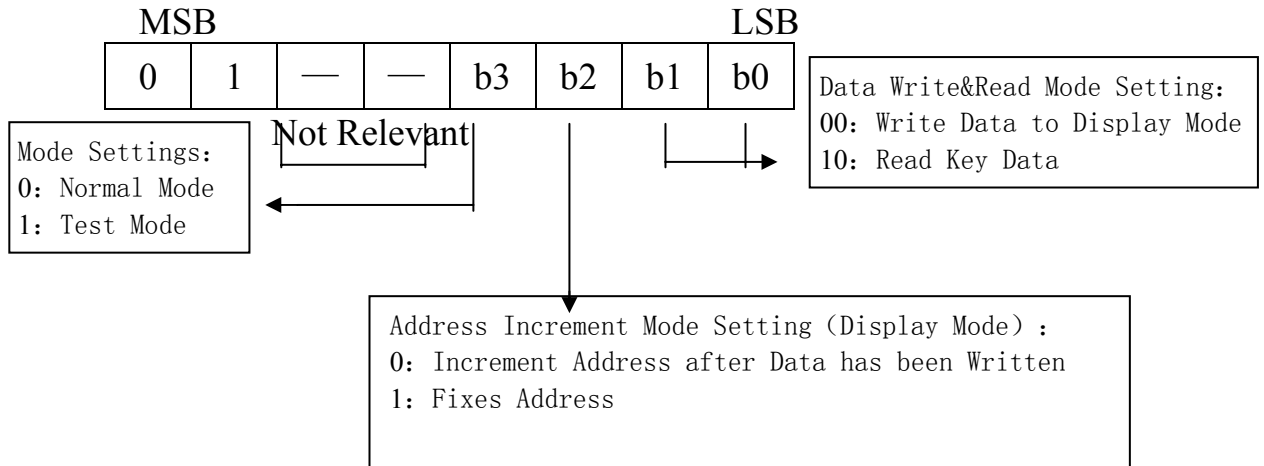 MSB LSB
0 1 — — b3 b2 b1 b0
Data Write&Read Mode Setting：
00：Write Data to Display Mode
10：Read Key Data
Not Relevant
Mode Settings：
0：Normal Mode
1：Test Mode
Address Increment Mode Setting（Display Mode）：
0：Increment Address after Data has been Written
1：Fixes Address